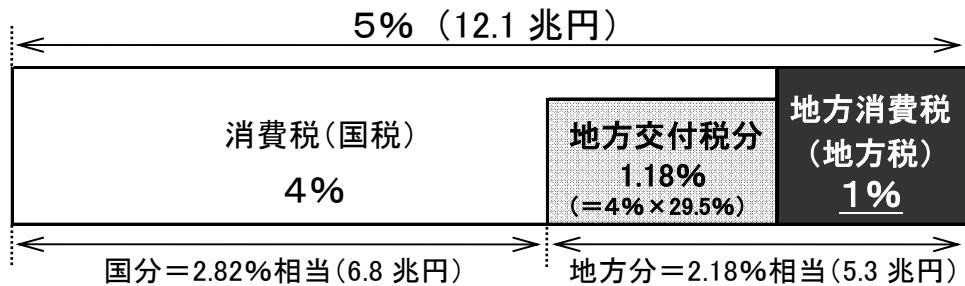 5%(12.1 兆円)
消費税(国税)
4%
地方交付税分
1.18%
(=4%×29.5%)
地方消費税
(地方税)
1%
国分=2.82%相当(6.8 兆円)
地方分=2.18%相当(5.3 兆円)